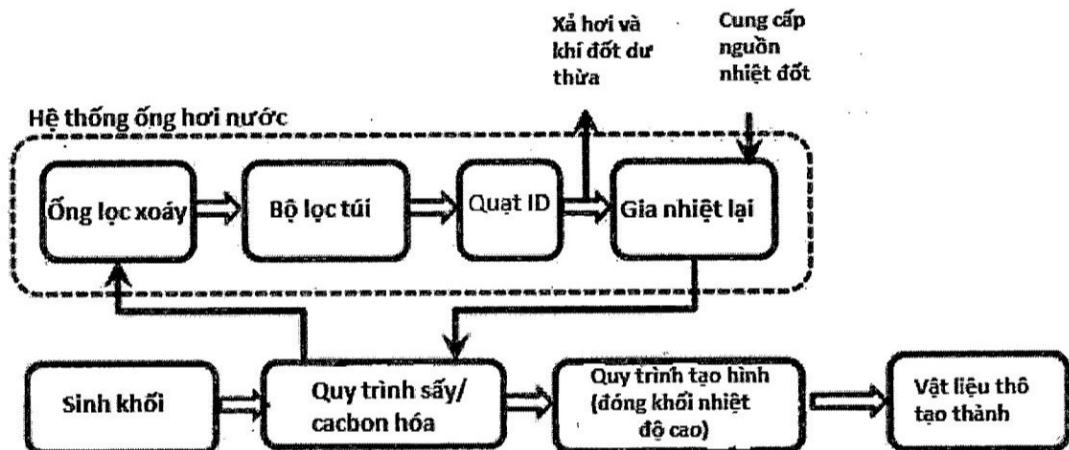 Xả hơi và
khí đốt dư
thừa
Cung cấp
nguồn
nhiệt đốt
Hệ thống ống hơi nước
Ống lọc xoáy
Bộ lọc túi
Quạt ID
Gia nhiệt lại
Sinh khối
Quy trình sấy/
cacbon hóa
Quy trình tạo hình
(đóng khối nhiệt
độ cao)
Vật liệu thô
tạo thành